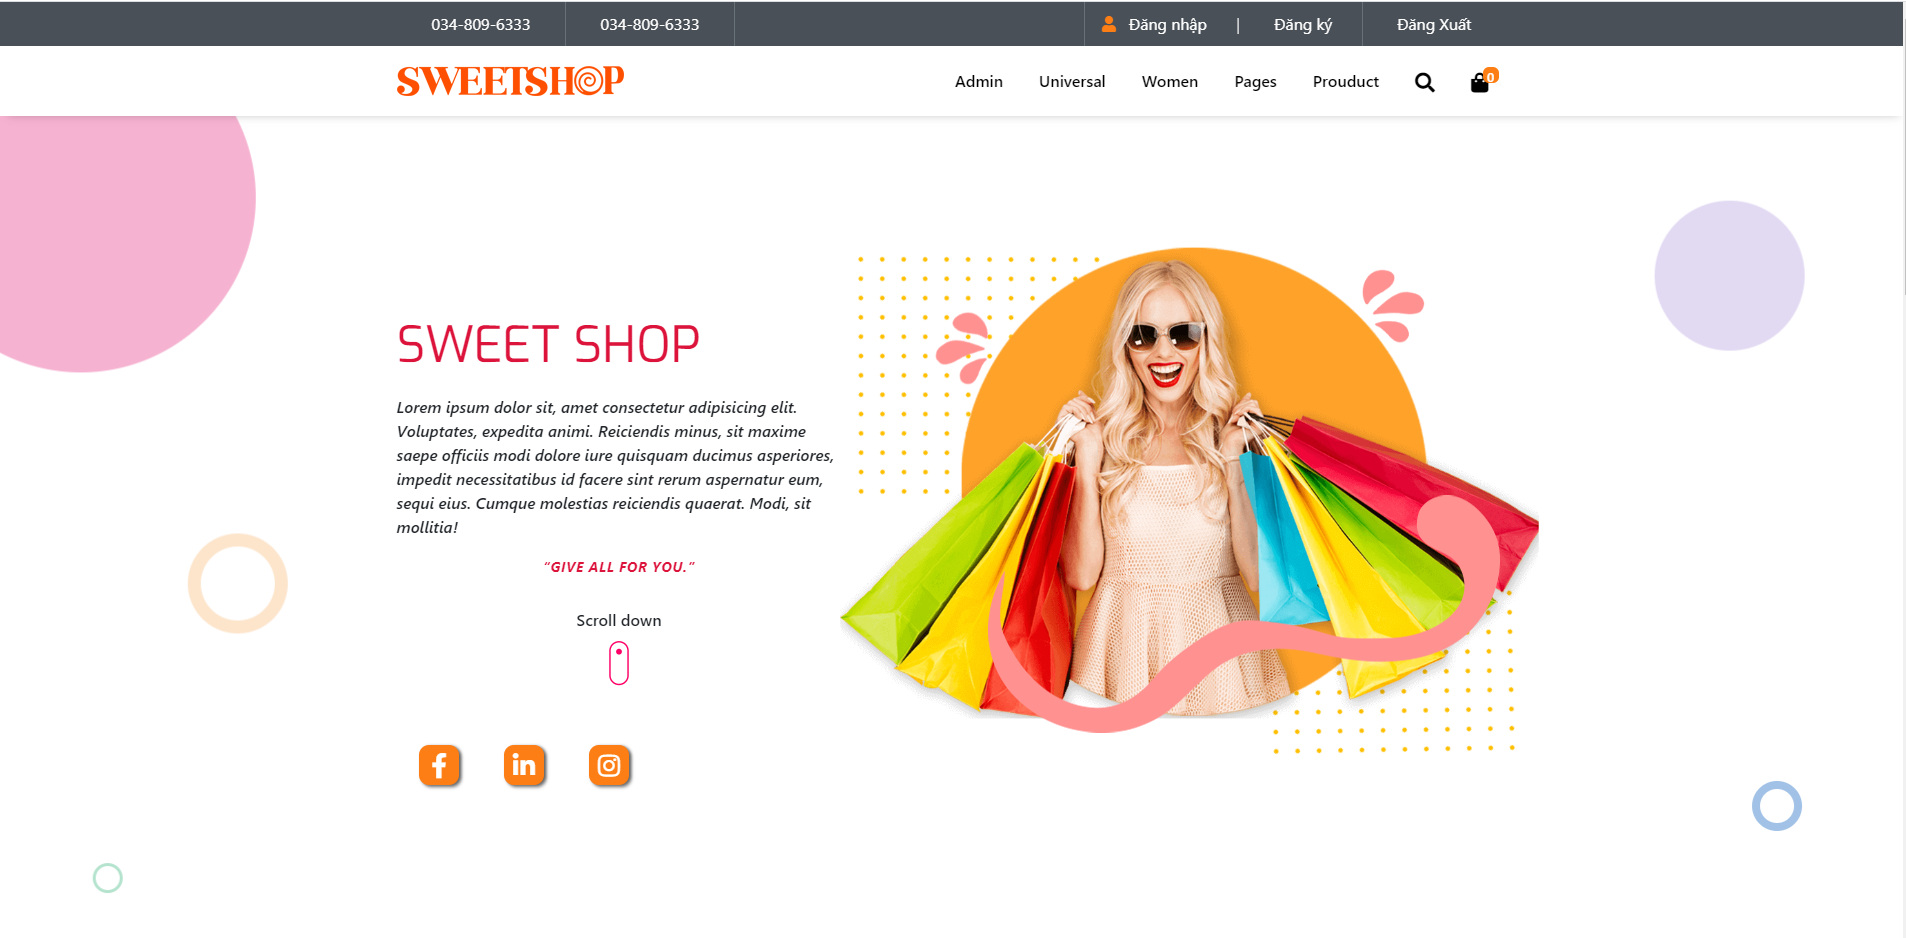 034-809-6333 034-809-6333 Đăng nhập | Đăng ký Đăng Xuất
SWEETSHOP Admin Universal Women Pages Prouduct 0
SWEET SHOP
Lorem ipsum dolor sit, amet consectetur adipisicing elit.
Voluptates, expedita animi. Reiciendis minus, sit maxime
saepe officiis modi dolore iure quisquam ducimus asperiores,
impedit necessitatibus id facere sint rerum aspernatur eum,
sequi eius. Cumque molestias reiciendis quaerat. Modi, sit
mollitia!
“GIVE ALL FOR YOU.”
Scroll down